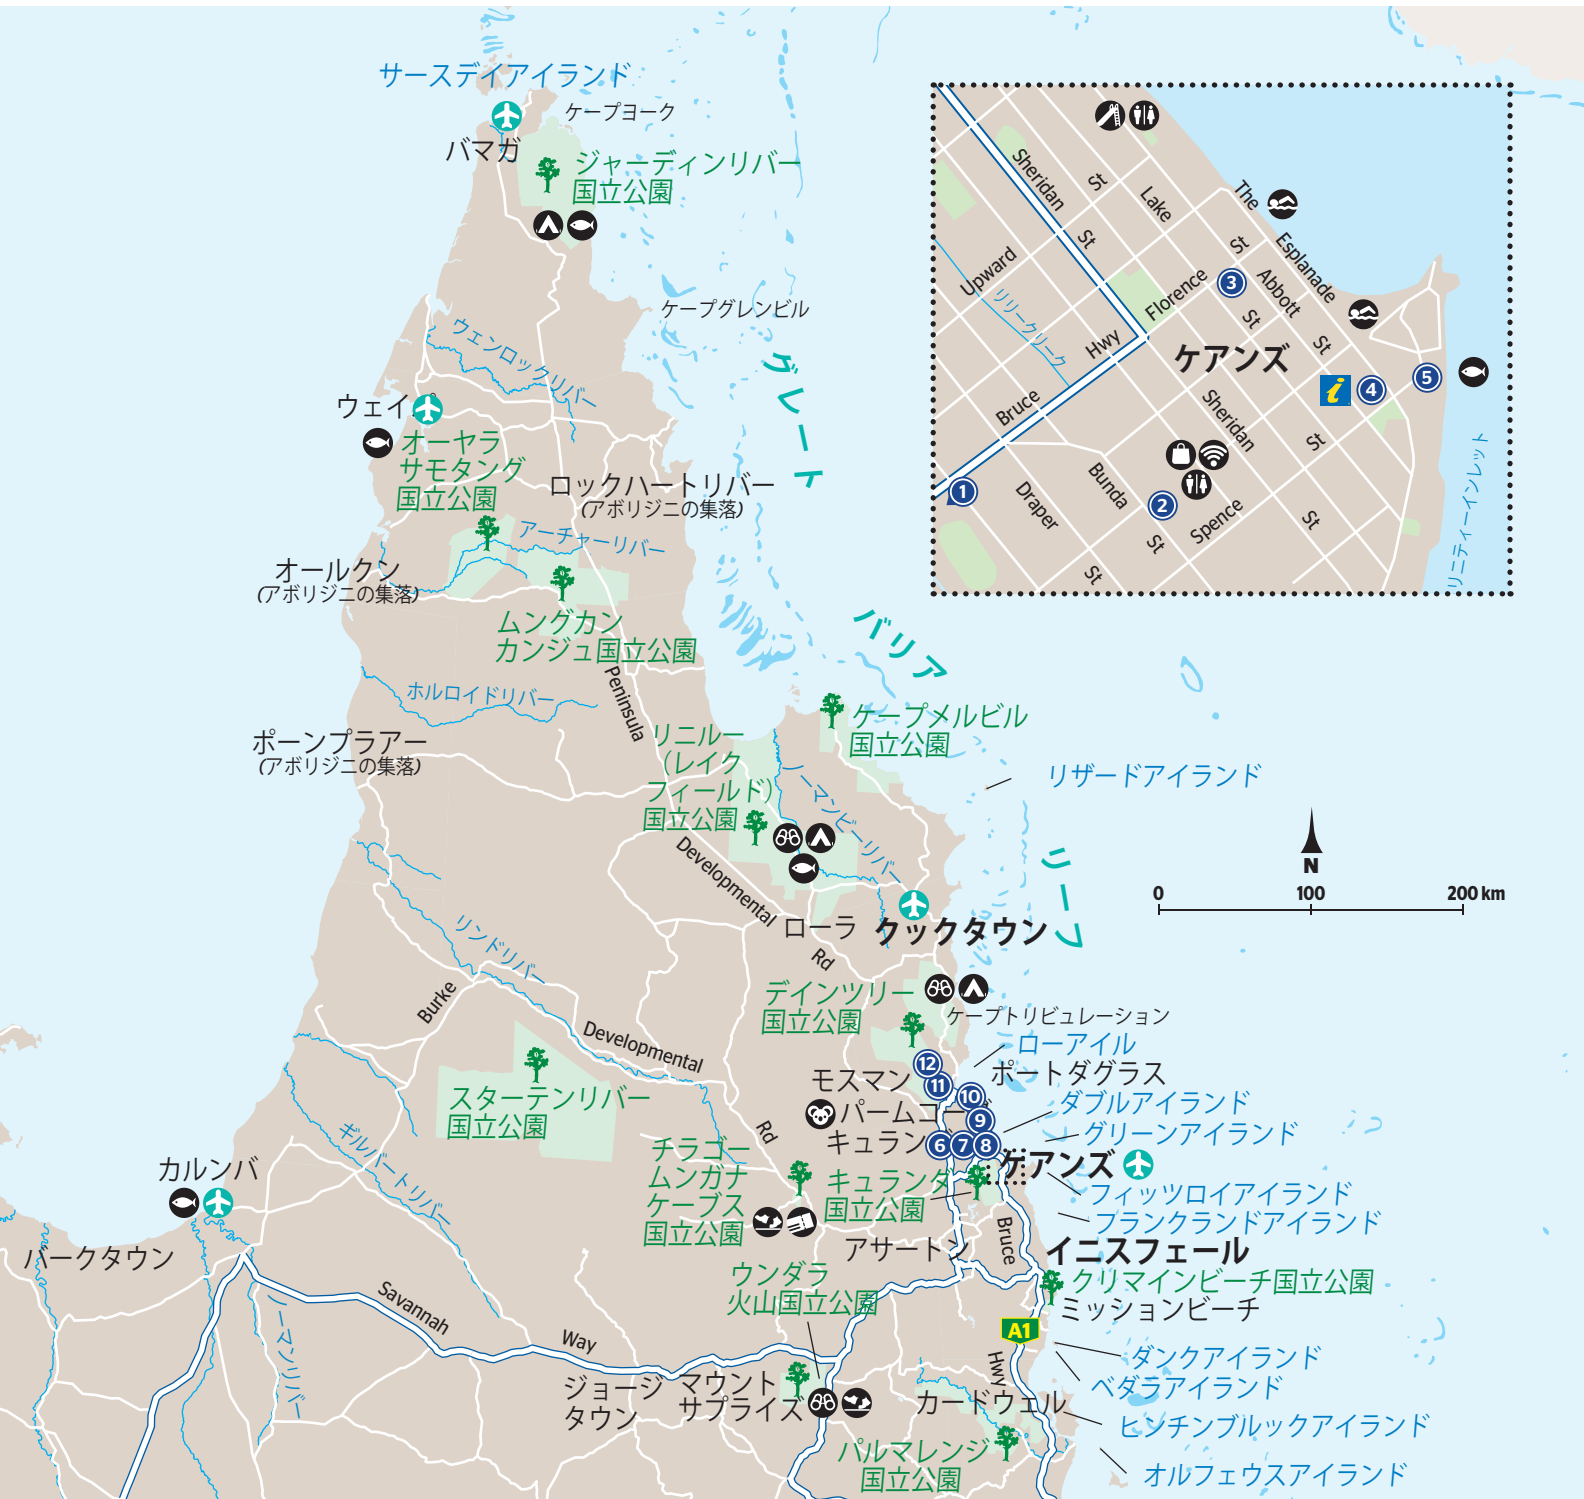 サースデイアイランド
ケープヨーク
バマガ
ジャーディンリバー
国立公園
ケープグレンビル
ウェンロックリバー
オーヤラ
サモタング
国立公園
ロックハートリバー
(アボリジニの集落)
アーチャーリバー
オールクン
(アボリジニの集落)
ムングカン
カンジュ国立公園
Peninsula
ホルロイドリバー
ポーンプラアー
(アボリジニの集落)
グレート
バリア
リーフ
ケープメルビル
国立公園
リニルー
(レイク
フィールド)
国立公園
ノーマンビーリバー
リザードアイランド
Developmental
Rd
ローラ
クックタウン
リンドリバー
Burke
Developmental
Rd
デインツリー
国立公園
ケープトリビュレーション
ローアイル
ポートダグラス
モスマン
12
11
10
9
6
7
8
ダブルアイランド
グリーンアイランド
ケアンズ
フィッツロイアイランド
フランクランドアイランド
スターテンリバー
国立公園
ギルバートリバー
チラゴー
ムンガナ
ケーブス
国立公園
キュランダ
国立公園
アサートン
Bruce
イニスフェール
クリマインビーチ国立公園
ミッションビーチ
A1
Hwy
ダンクアイランド
ベダラアイランド
カードウェル
ヒンチンブルックアイランド
オルフェウスアイランド
パルマレンジ
国立公園
ウンダラ
火山国立公園
マウント
サプライズ
ジョージ
タウン
Savannah
Way
カルンバ
バークタウン
ノーマンリバー
N
0
100
200 km
Sheridan
St
St
Lake
St
The
Esplanade
Upward
リリークリーク
Florence
3
Abbott
St
St
Hwy
ケアンズ
Bruce
Sheridan
St
i
4
5
1
Draper
St
Bunda
St
2
Spence
St
リニティーインレット